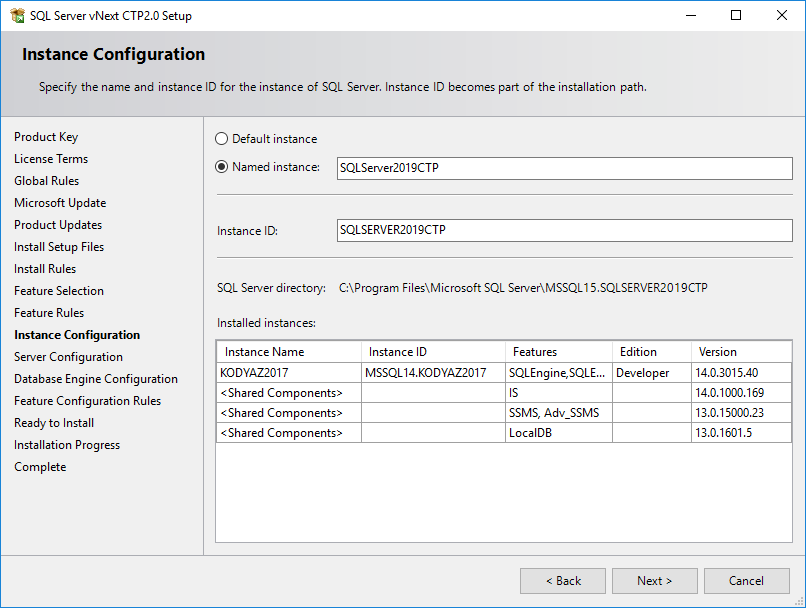 SQL Server vNext CTP2.0 Setup
Instance Configuration
Specify the name and instance ID for the instance of SQL Server. Instance ID becomes part of the installation path.
Product Key
License Terms
Global Rules
Microsoft Update
Product Updates
Install Setup Files
Install Rules
Feature Selection
Feature Rules
Instance Configuration
Server Configuration
Database Engine Configuration
Feature Configuration Rules
Ready to Install
Installation Progress
Complete
Default instance
Named instance: SQLServer2019CTP
Instance ID: SQLSERVER2019CTP
SQL Server directory: C:\Program Files\Microsoft SQL Server\MSSQL15.SQLSERVER2019CTP
Installed instances:
Instance Name Instance ID Features Edition Version
KODYAZ2017 MSSQL14.KODYAZ2017 SQLEngine,SQLE... Developer 14.0.3015.40
<Shared Components> IS 14.0.1000.169
<Shared Components> SSMS, Adv_SSMS 13.0.15000.23
<Shared Components> LocalDB 13.0.1601.5
< Back Next > Cancel